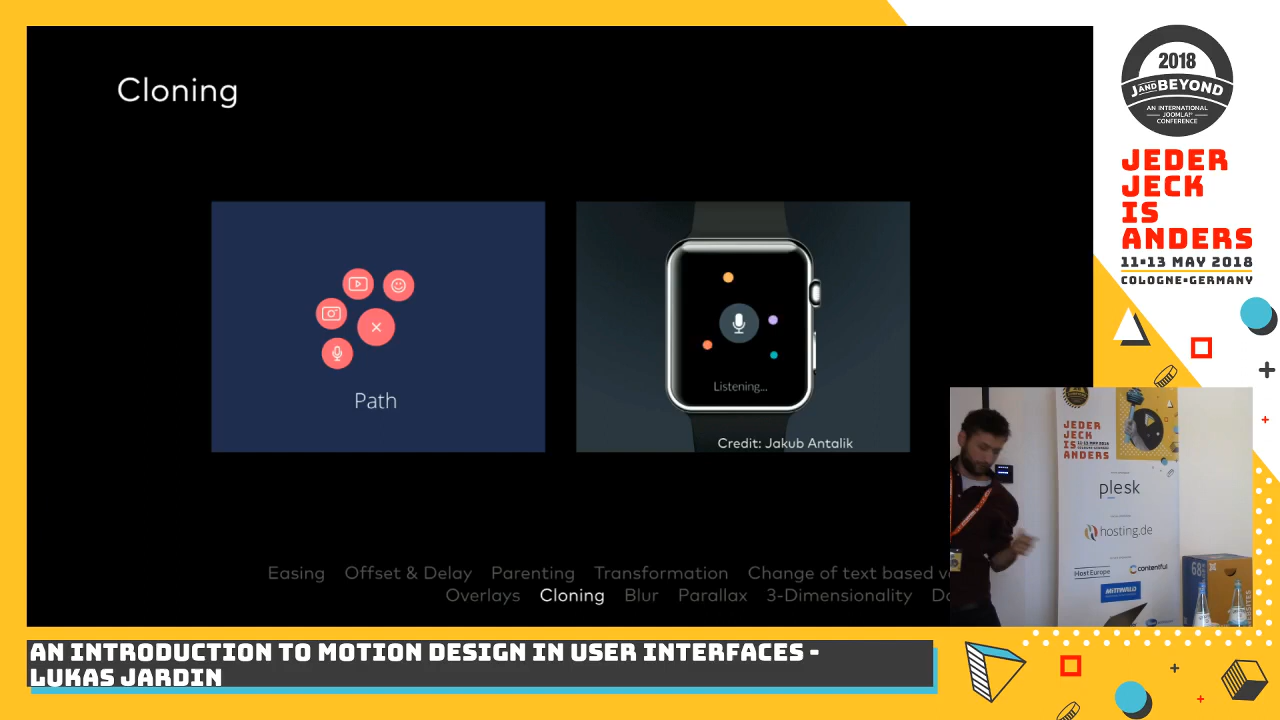 Cloning
Path
Listening...
Credit: Jakub Antalik
Easing Offset & Delay Parenting Transformation Change of text based v
Overlays Cloning Blur Parallax 3-Dimensionality Do
2018
J AND BEYOND
AN INTERNATIONAL
JOOMLA!®
CONFERENCE
JEDER
JECK
IS
ANDERS
11-13 MAY 2018
COLOGNE▪GERMANY
JEDER
JECK
IS
ANDERS
plesk
hosting.de
HostEurope
contentful
MITTWALD
68
AN INTRODUCTION TO MOTION DESIGN IN USER INTERFACES -
LUKAS JARDIN